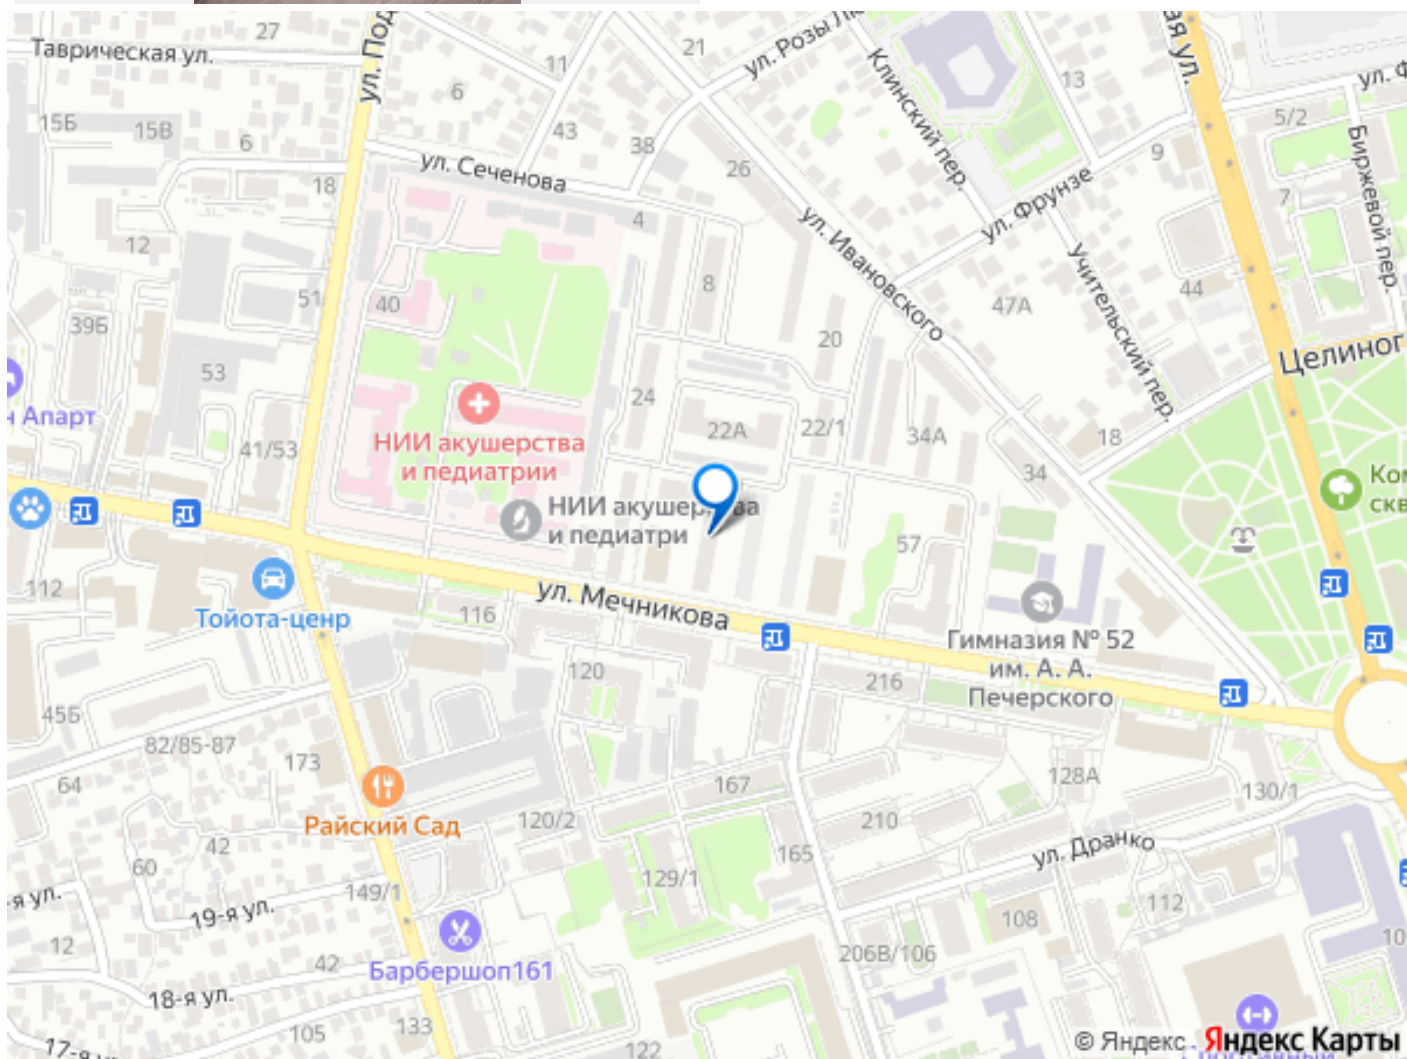 27
Таврическая ул.
ул. Под
21
ул. Розы Лю
ая ул.
ул. Ф
11
6
13
Клинский пер.
5/2
15Б
15В
6
43
38
9
Биржевой пер.
ул. Сеченова
26
18
7
ул. Фрунзе
4
12
ул. Ивановского
Учительский пер.
8
44
51
40
47А
39Б
20
Целиног
53
24
н Апарт
22А
22/1
34А
18
НИИ акушерства
и педиатрии
41/53
34
Ком
скв
НИИ акушерства
и педиатри
57
112
Тойота-ценр
116
ул. Мечникова
Гимназия № 52
им. А. А.
Печерского
120
216
45Б
82/85-87
173
64
167
128А
130/1
Райский Сад
120/2
210
42
165
ул. Дранко
60
129/1
149/1
-я ул.
19-я ул.
112
108
12
206В/106
10
42
Барбершоп161
18-я ул.
133
105
122
17-я
© Яндекс
Яндекс Карты